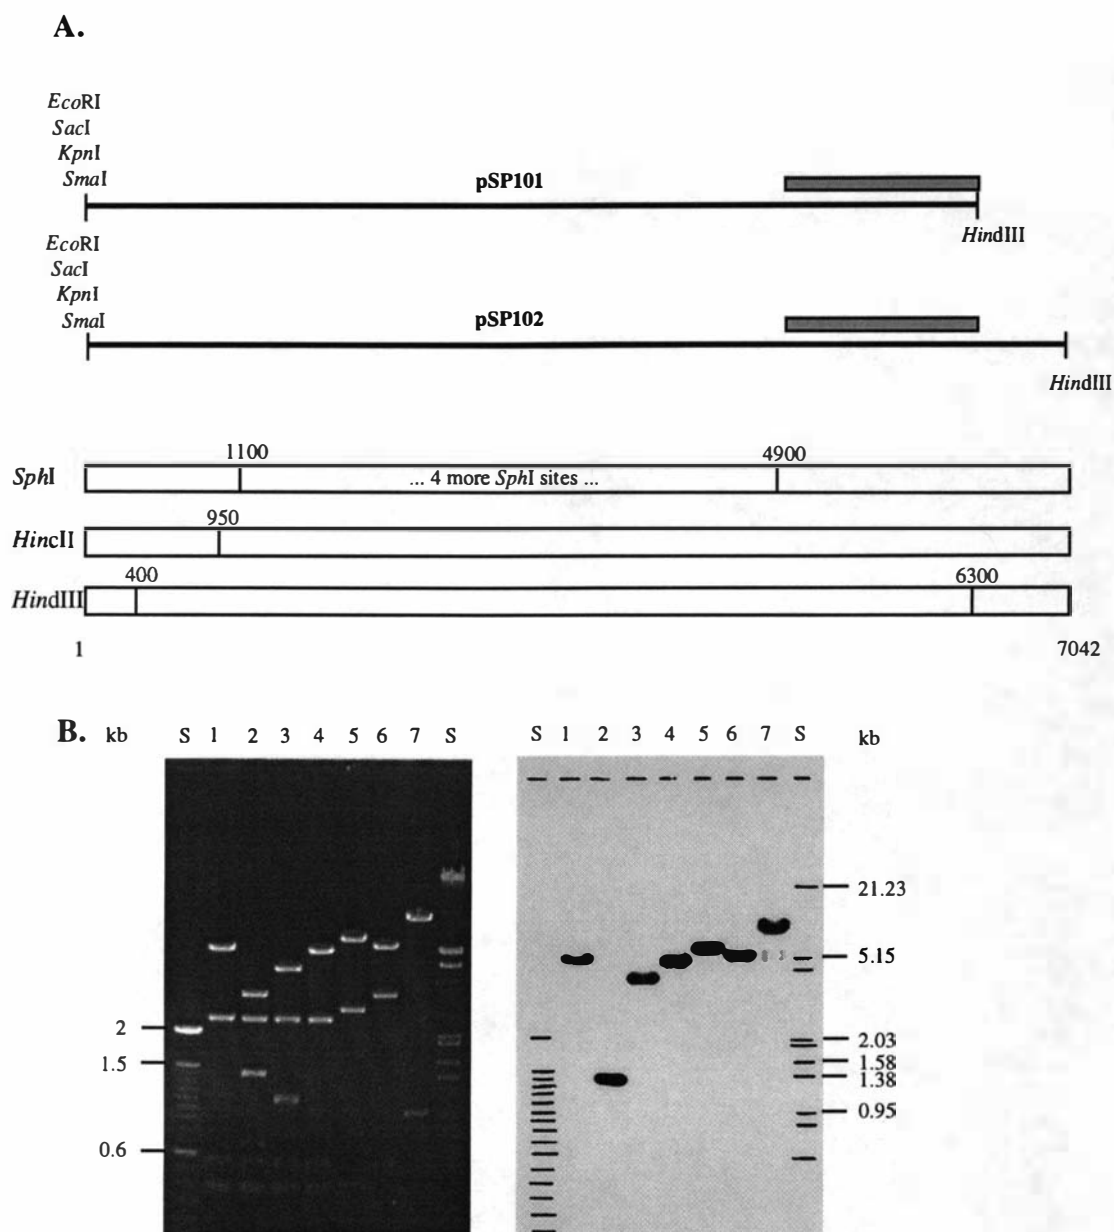 A.
EcoRI
SacI
KpnI
SmaI
pSP101
HindIII
EcoRI
SacI
KpnI
SmaI
pSP102
HindIII
1100
4900
SphI
... 4 more SphI sites ...
950
HincII
400
6300
HindIII
1
7042
B. kb S 1 2 3 4 5 6 7 S
S 1 2 3 4 5 6 7 S kb
21.23
5.15
2
2.03
1.5
1.58
1.38
0.95
0.6